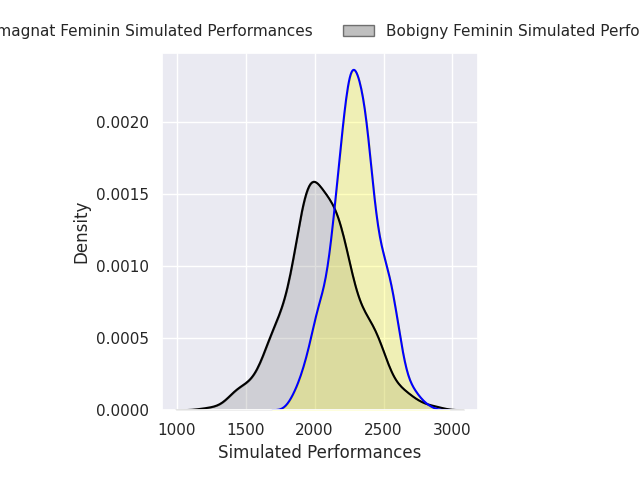 magnat Feminin Simulated Performances
Bobigny Feminin Simulated Perfo
0.0020
0.0015
0.0010
0.0005
0.0000
Density
1000 1500 2000 2500 3000
Simulated Performances